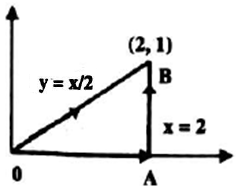 (2, 1)
B
y = x/2
x = 2
0
A